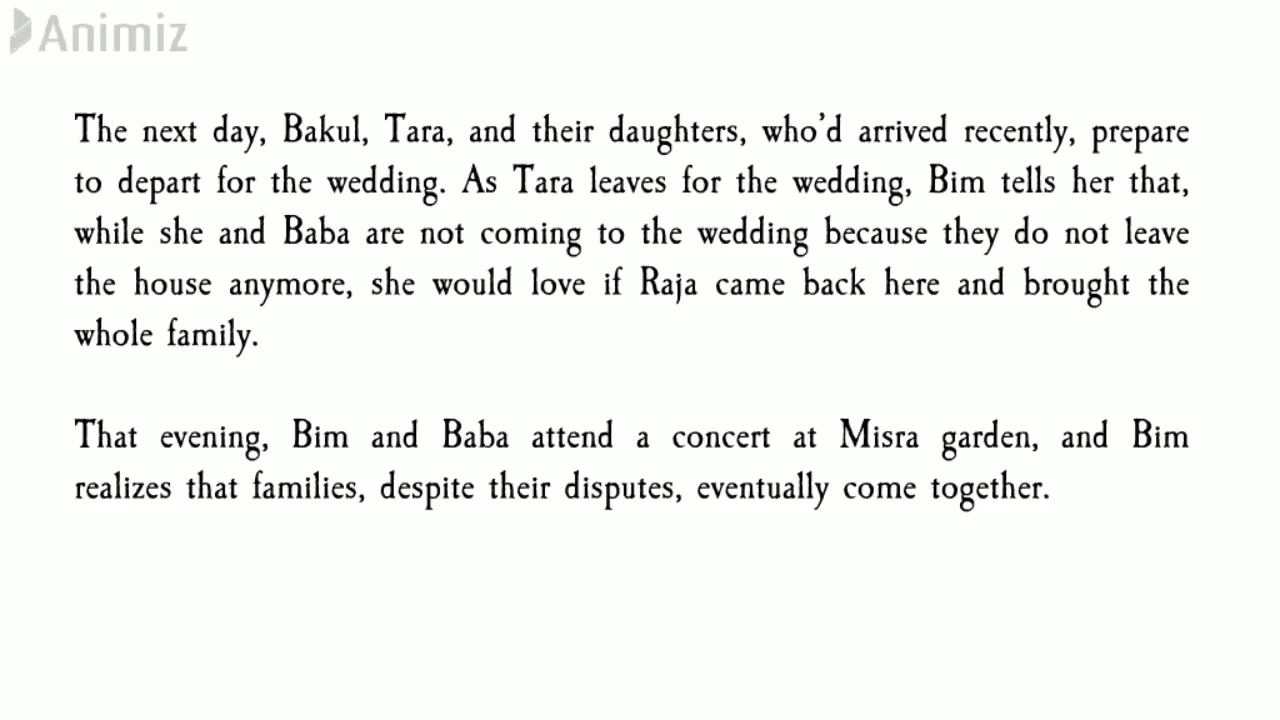 Animiz
The next day, Bakul, Tara, and their daughters, who'd arrived recently, prepare
to depart for the wedding. As Tara leaves for the wedding, Bim tells her that,
while she and Baba are not coming to the wedding because they do not leave
the house anymore, she would love if Raja came back here and brought the
whole family.
That evening, Bim and Baba attend a concert at Misra garden, and Bim
realizes that families, despite their disputes, eventually come together.